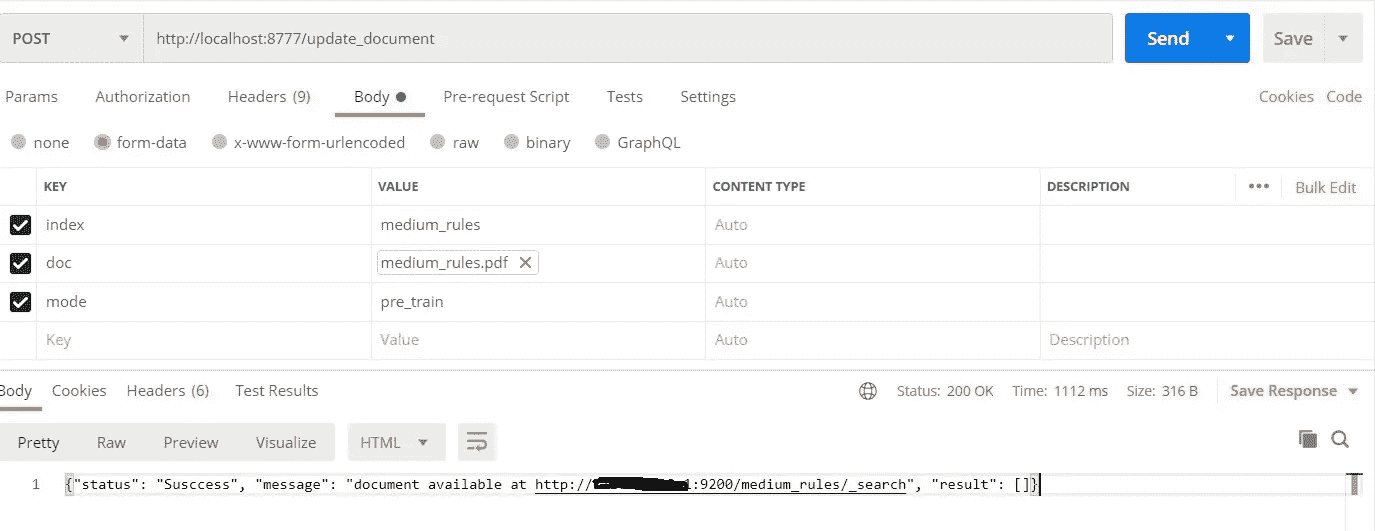 POST http://localhost:8777/update_document Send Save
Params Authorization Headers (9) Body Pre-request Script Tests Settings Cookies Code
none form-data x-www-form-urlencoded raw binary GraphQL
KEY VALUE CONTENT TYPE DESCRIPTION ••• Bulk Edit
index medium_rules Auto
doc medium_rules.pdf Auto
mode pre_train Auto
Key Value Auto Description
Body Cookies Headers (6) Test Results Status: 200 OK Time: 1112 ms Size: 316 B Save Response
Pretty Raw Preview Visualize HTML
1 {"status": "Susccess", "message": "document available at http://1:9200/medium_rules/_search", "result": []}